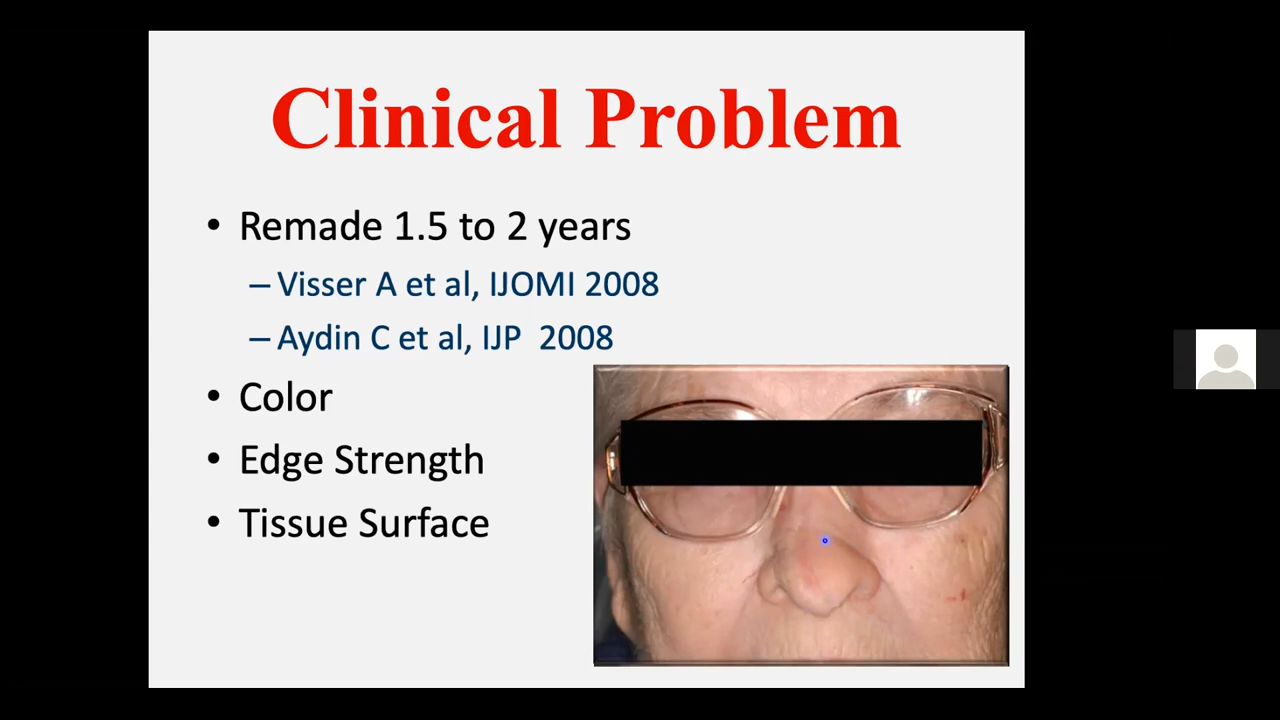 Clinical Problem
• Remade 1.5 to 2 years
– Visser A et al, IJOMI 2008
– Aydin C et al, IJP 2008
• Color
• Edge Strength
• Tissue Surface